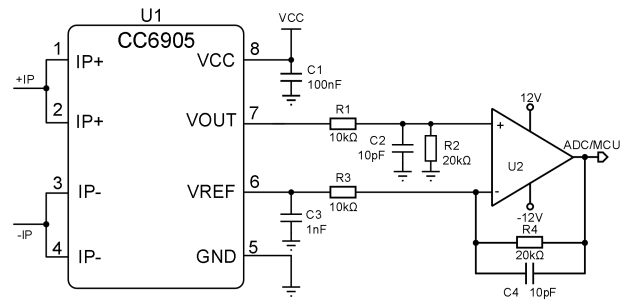 U1
CC6905
VCC
1
IP+
VCC
8
+IP
C1
100nF
2
IP+
VOUT
7
R1
10kΩ
C2
10pF
R2
20kΩ
12V
+
U2
-
-12V
ADC/MCU
3
IP-
VREF
6
R3
10kΩ
-IP
C3
1nF
4
IP-
GND
5
R4
20kΩ
C4
10pF